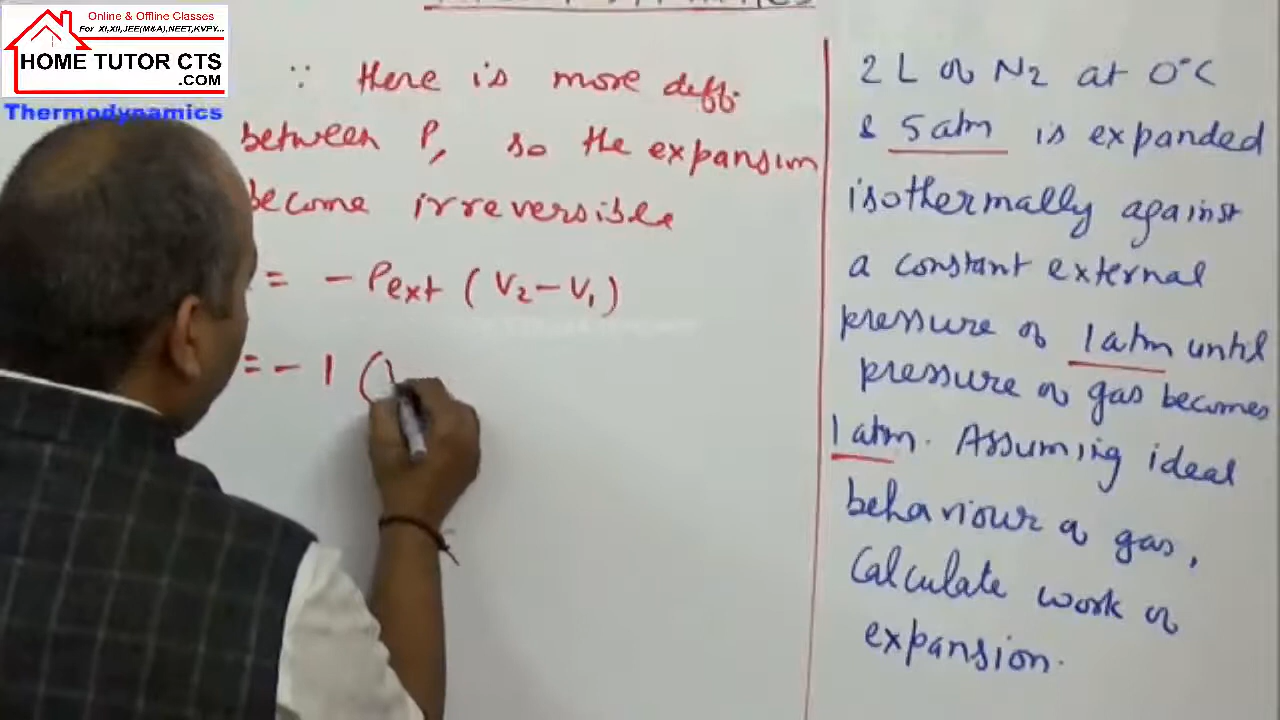 Online & Offline Classes
For XI,XII,JEE(M&A),NEET,KVPY...
HOME TUTOR CTS
.COM
Thermodynamics
∵ there is more diff.
between P, so the expansion
become irreversible
= - Pext (V2 - V1)
= - 1 (
2 L of N2 at 0°C
& 5 atm is expanded
isothermally against
a constant external
pressure of 1 atm until
pressure of gas becomes
1 atm. Assuming ideal
behaviour of gas,
Calculate work of
expansion.